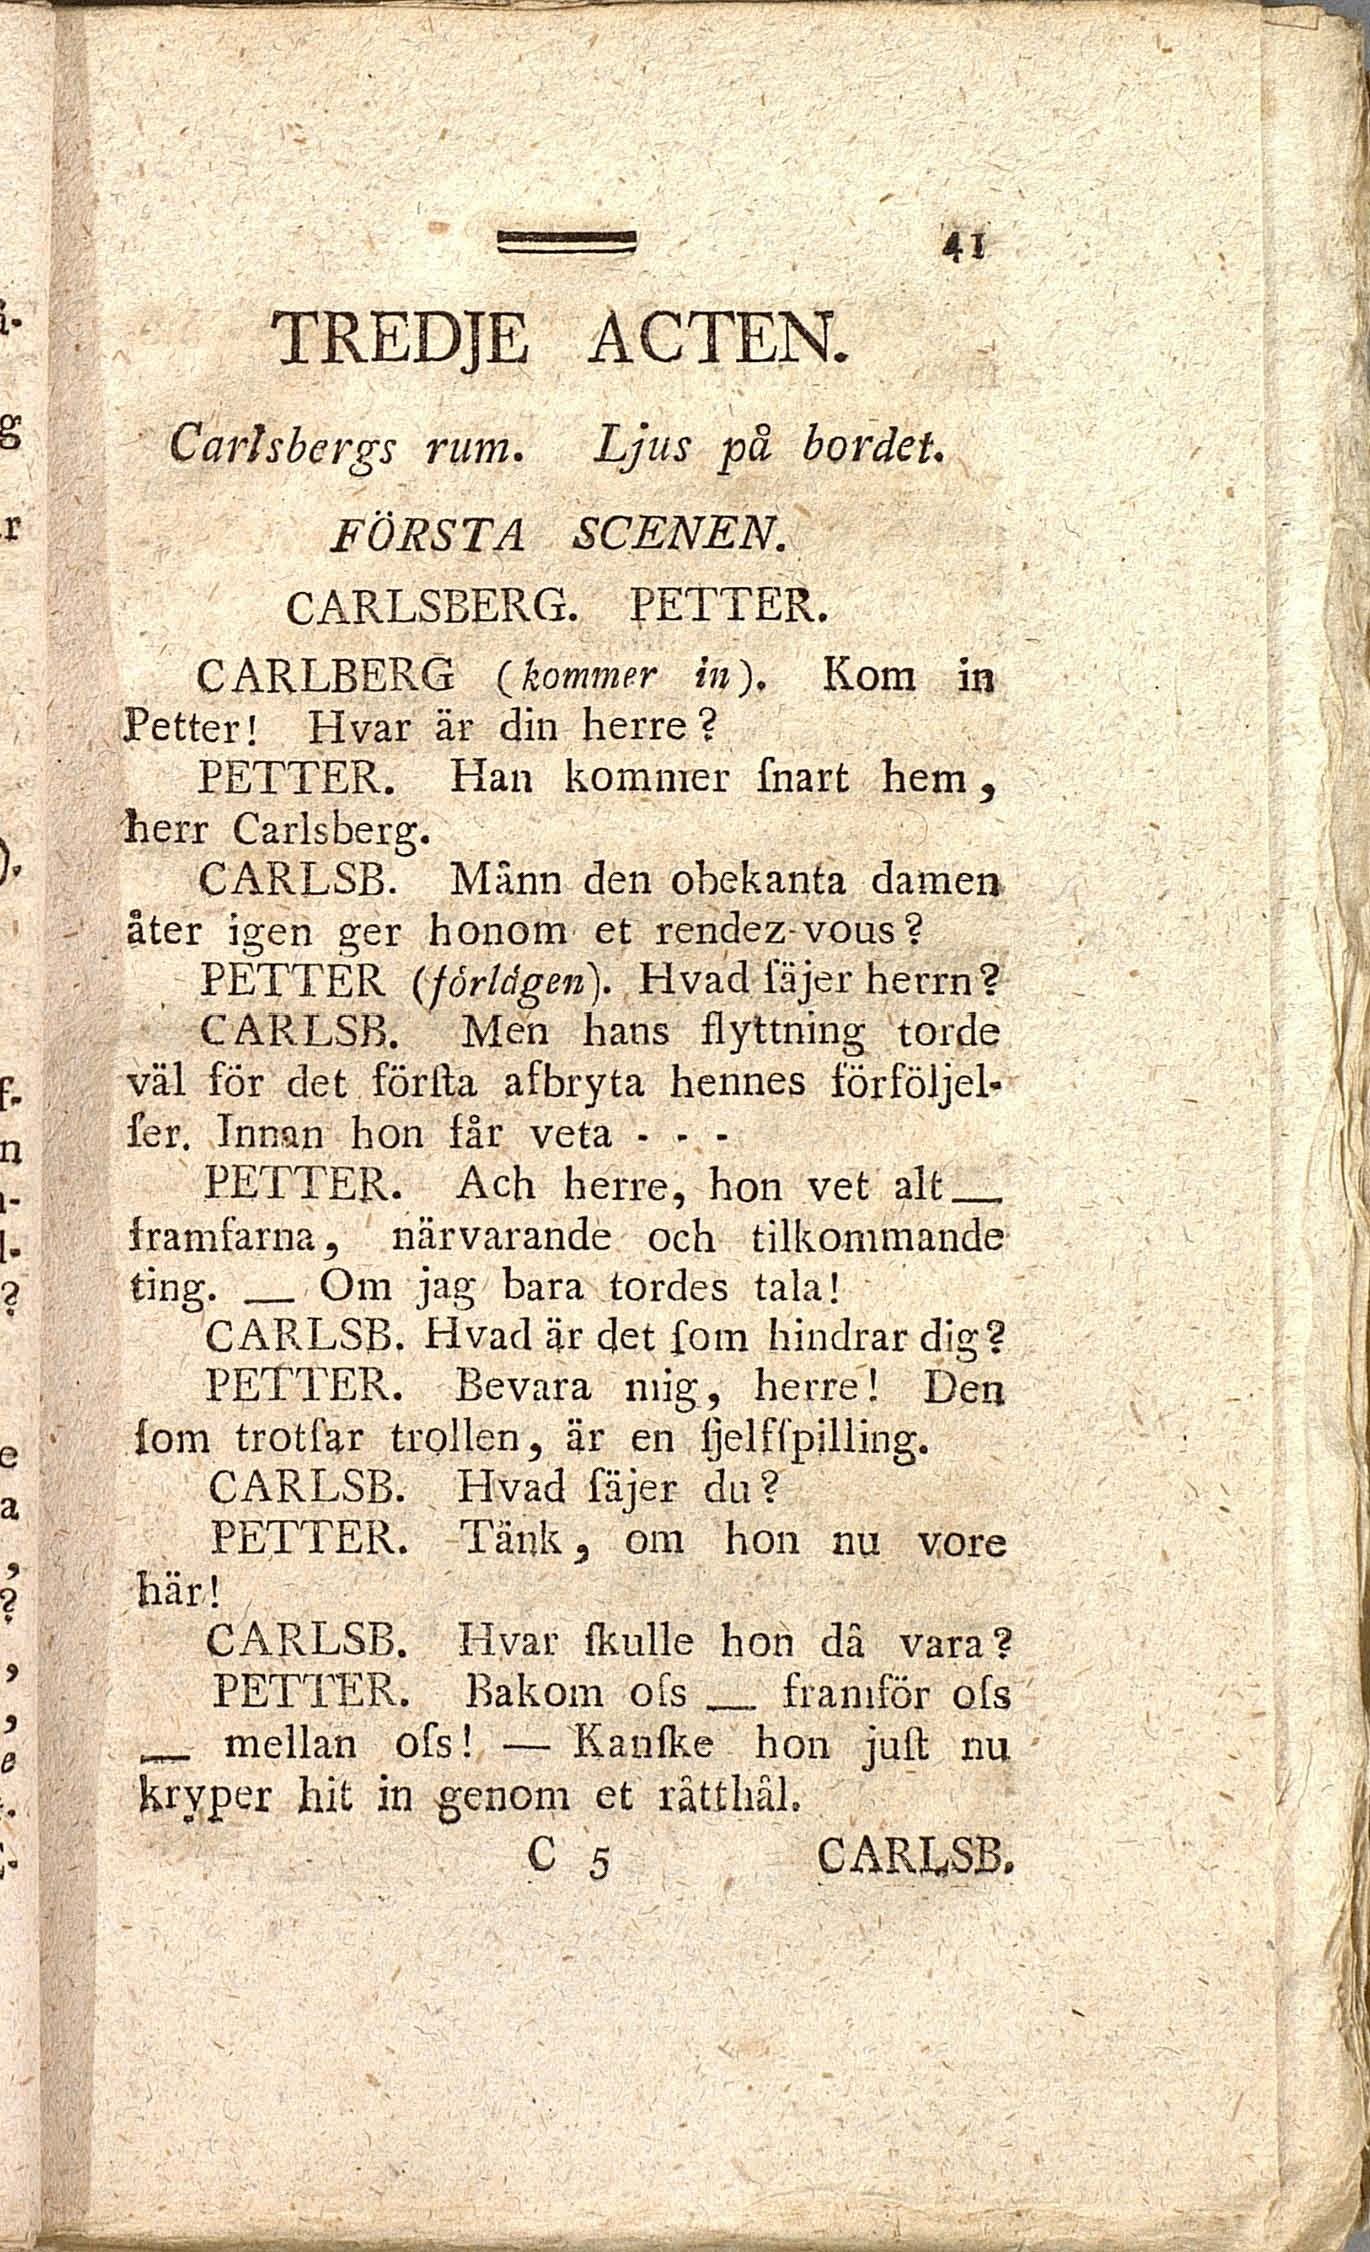 41
TREDJE ACTEN.
Carlsbergs rum. Ljus på bordet.
FÖRSTA SCENEN.
CARLSBERG. PETTER.
CARLBERG (kommer in). Kom in
Petter! Hvar är din herre?
PETTER. Han kommer ſnart hem,
herr Carlsberg.
CARLSB. Månn den obekanta damen
åter igen ger honom et rendez-vous?
PETTER (förlägen). Hvad ſäjer herrn?
CARLSB. Men hans flyttning torde
väl för det förſta afbryta hennes förföljel-
ſer. Innan hon får veta - - -
PETTER. Ach herre, hon vet alt —
framfarna, närvarande och tilkommande
ting. — Om jag bara tordes tala!
CARLSB. Hvad är det ſom hindrar dig?
PETTER. Bevara mig, herre! Den
ſom trotſar trollen, är en ſjelfſpilling.
CARLSB. Hvad ſäjer du?
PETTER. Tänk, om hon nu vore
här!
CARLSB. Hvar ſkulle hon då vara?
PETTER. Bakom oſs — framför oſs
— mellan oſs! — Kanſke hon juſt nu
kryper hit in genom et råtthål.
C 5 CARLSB.